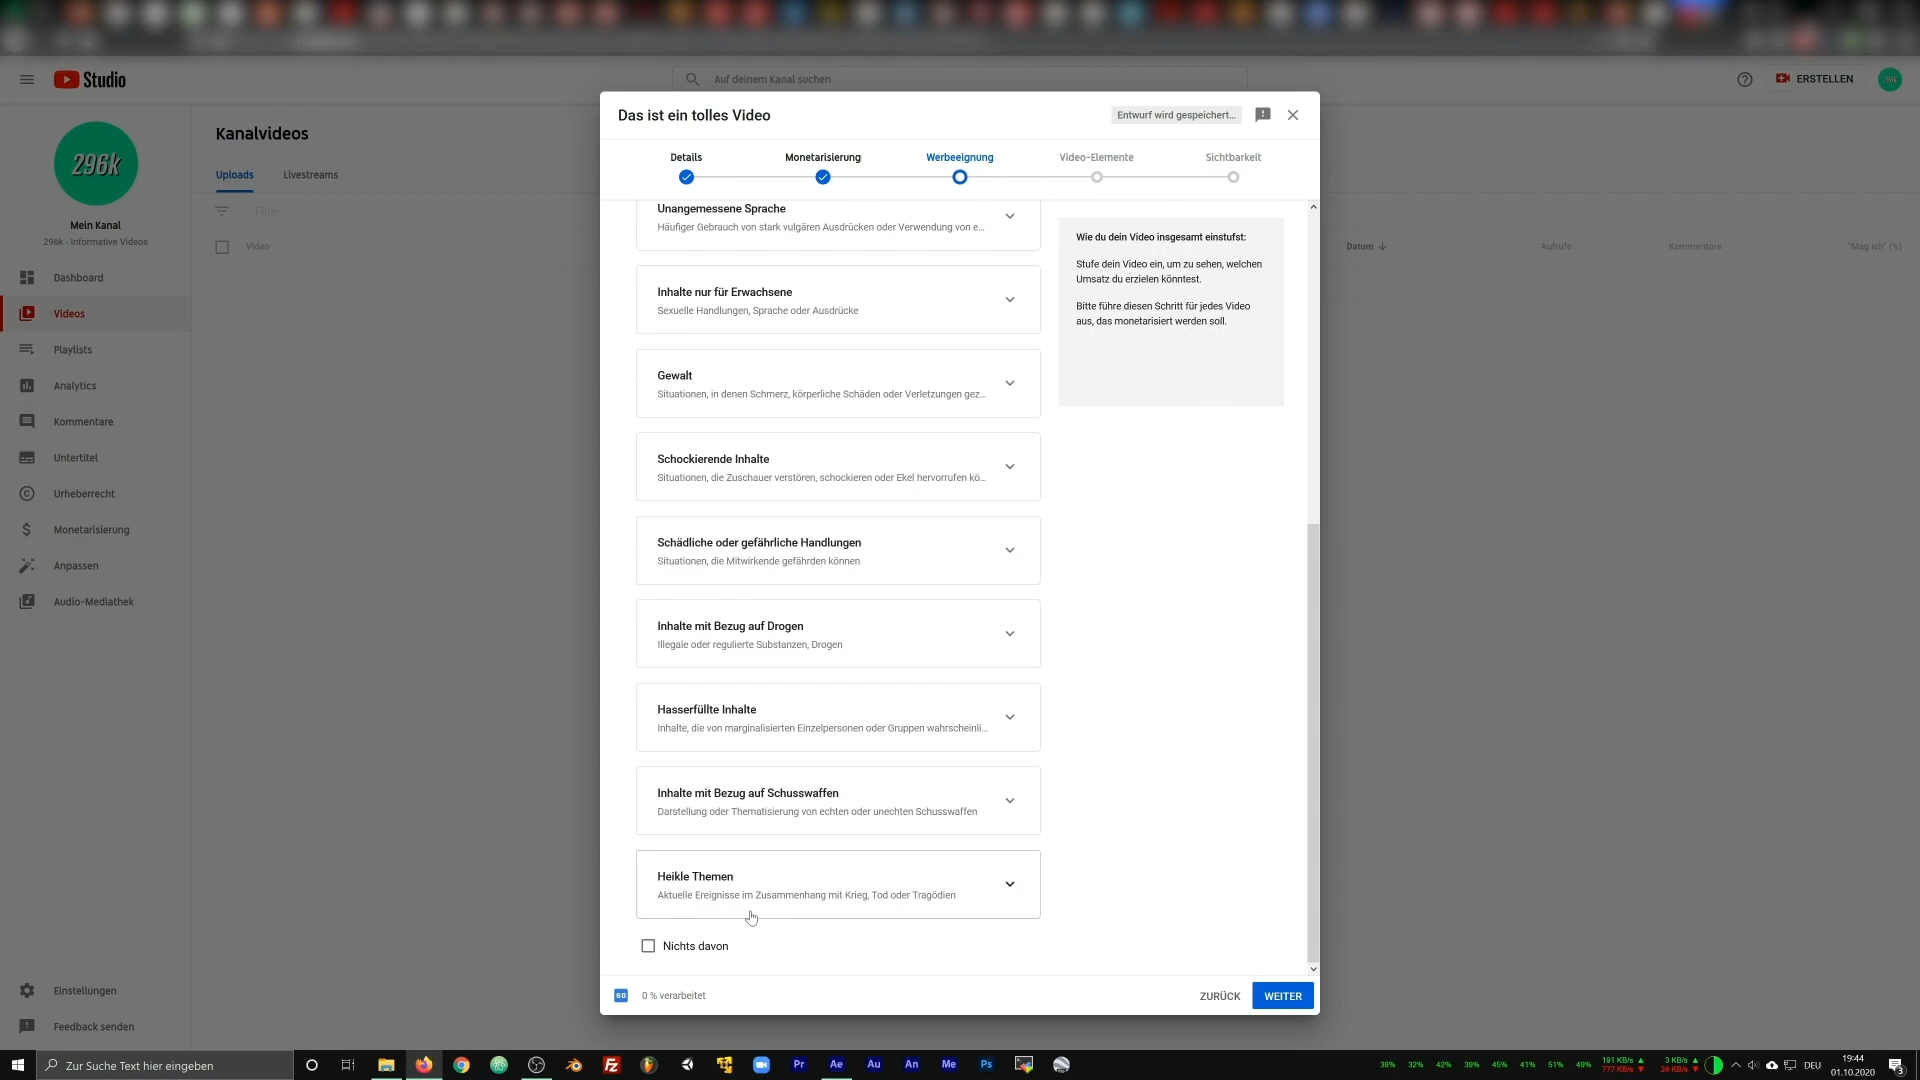 Studio
Auf deinem Kanal suchen
ERSTELLEN
296k
296k
Mein Kanal
296k - Informative Videos
Dashboard
Videos
Playlists
Analytics
Kommentare
Untertitel
Urheberrecht
Monetarisierung
Anpassen
Audio-Mediathek
Einstellungen
Feedback senden
Kanalvideos
Uploads
Livestreams
Filter
Video
Datum
Aufrufe
Kommentare
"Mag ich" (%)
Das ist ein tolles Video
Entwurf wird gespeichert...
Details
Monetarisierung
Werbeeignung
Video-Elemente
Sichtbarkeit
Unangemessene Sprache
Häufiger Gebrauch von stark vulgären Ausdrücken oder Verwendung von e...
Inhalte nur für Erwachsene
Sexuelle Handlungen, Sprache oder Ausdrücke
Gewalt
Situationen, in denen Schmerz, körperliche Schäden oder Verletzungen gez...
Schockierende Inhalte
Situationen, die Zuschauer verstören, schockieren oder Ekel hervorrufen kö...
Schädliche oder gefährliche Handlungen
Situationen, die Mitwirkende gefährden können
Inhalte mit Bezug auf Drogen
Illegale oder regulierte Substanzen, Drogen
Hasserfüllte Inhalte
Inhalte, die von marginalisierten Einzelpersonen oder Gruppen wahrscheinli...
Inhalte mit Bezug auf Schusswaffen
Darstellung oder Thematisierung von echten oder unechten Schusswaffen
Heikle Themen
Aktuelle Ereignisse im Zusammenhang mit Krieg, Tod oder Tragödien
Nichts davon
Wie du dein Video insgesamt einstufst:
Stufe dein Video ein, um zu sehen, welchen
Umsatz du erzielen könntest.
Bitte führe diesen Schritt für jedes Video
aus, das monetarisiert werden soll.
SD
0 % verarbeitet
ZURÜCK
WEITER
Zur Suche Text hier eingeben
Fz
Pr
Ae
Au
An
Me
Ps
36% 32% 42% 39% 45% 41% 51% 49%
191 KB/s
777 KB/s
3 KB/s
24 KB/s
DEU
19:44
01.10.2020
3